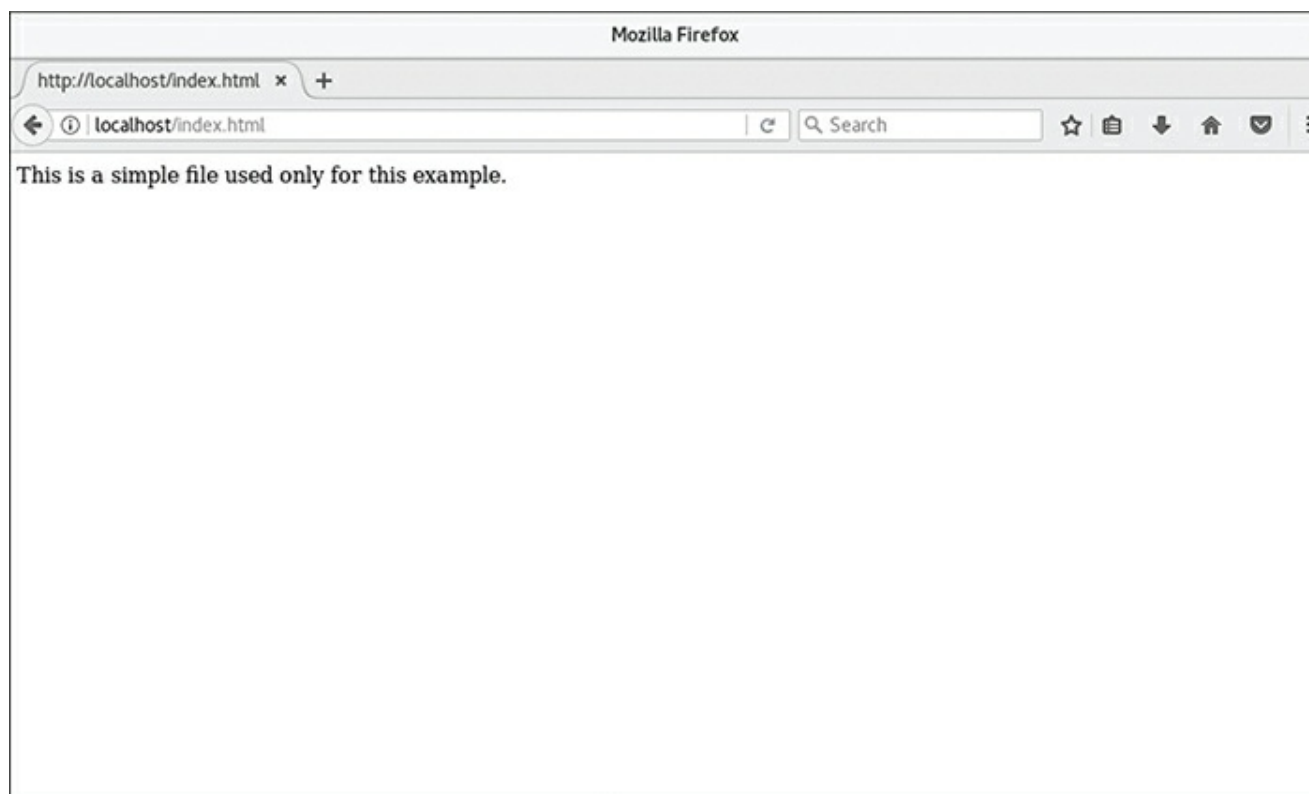 Mozilla Firefox
http://localhost/index.html
localhost/index.html
Search
This is a simple file used only for this example.